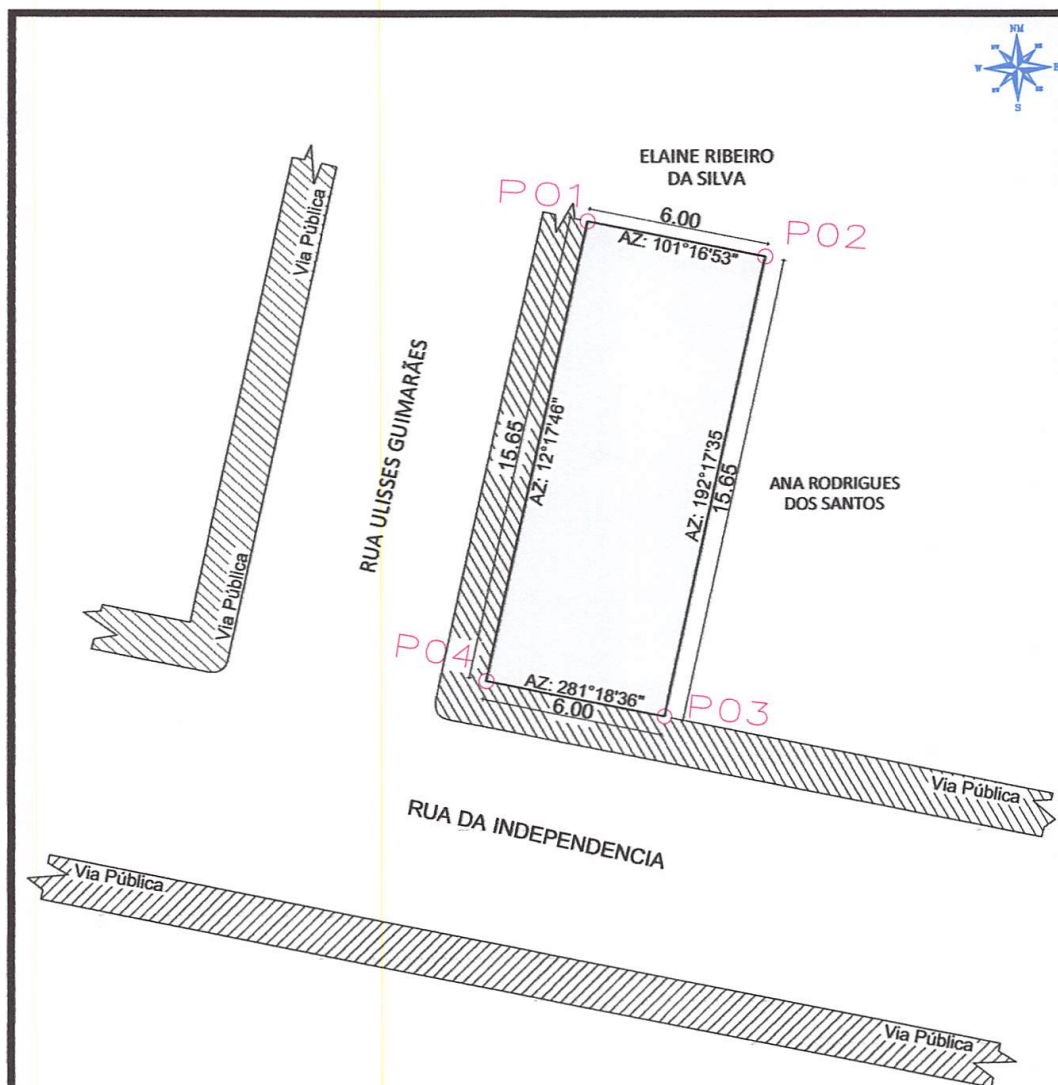 NM
W
S
ELAINE RIBEIRO
DA SILVA
P01
6.00
P02
AZ: 101°16'53"
Via Pública
RUA ULISSES GUIMARÃES
15.65
AZ: 12°17'46"
AZ: 192°17'35
15.65
ANA RODRIGUES
DOS SANTOS
Via Pública
P04
AZ: 281°18'36"
6.00
P03
Via Pública
RUA DA INDEPENDENCIA
Via Pública
Via Pública